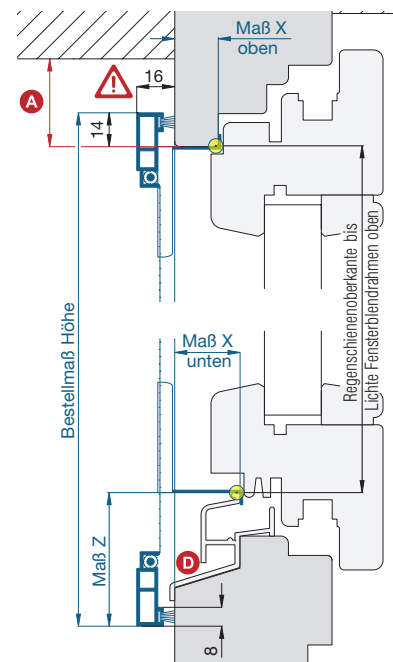 Maß X
oben
16
A
14
Bestellmaß Höhe
Regenschienenoberkante bis
Lichte Fensterblendrahmen oben
Maß X
unten
Maß Z
D
8